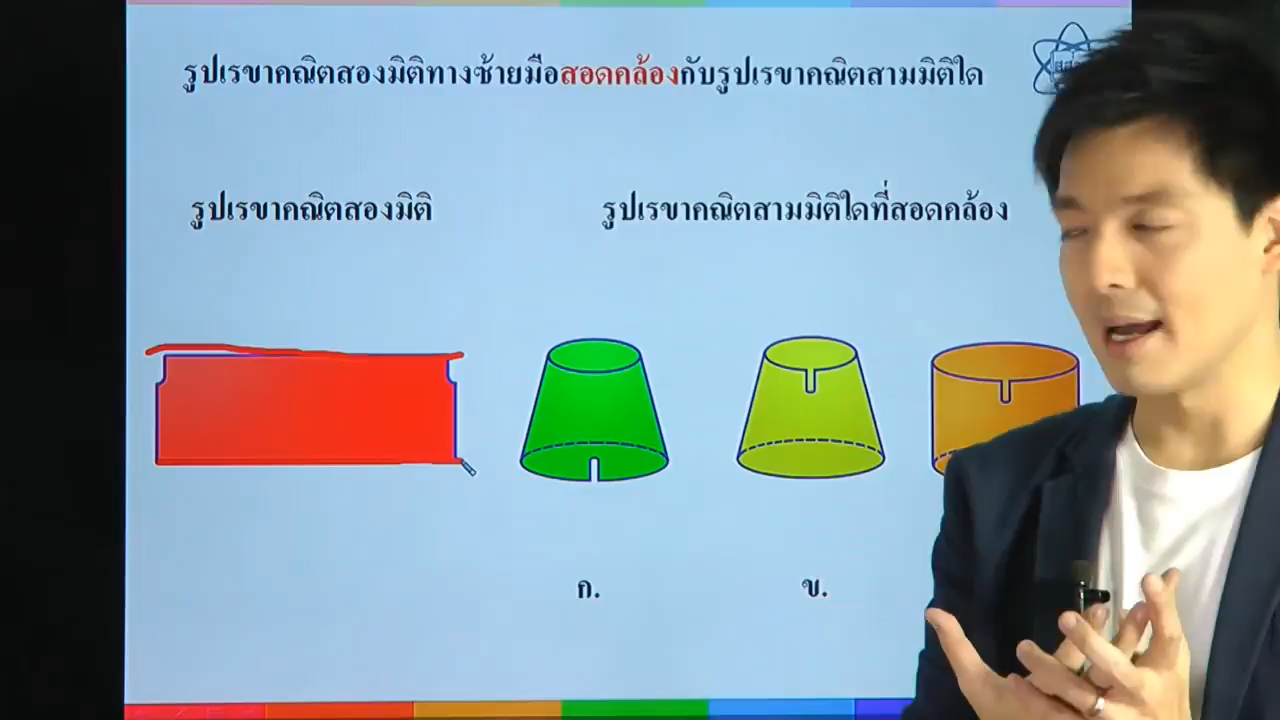 รูปเรขาคณิตสองมิติทางซ้ายมือสอดคล้องกับรูปเรขาคณิตสามมิติใด
รูปเรขาคณิตสองมิติ
รูปเรขาคณิตสามมิติใดที่สอดคล้อง
ก.
ข.